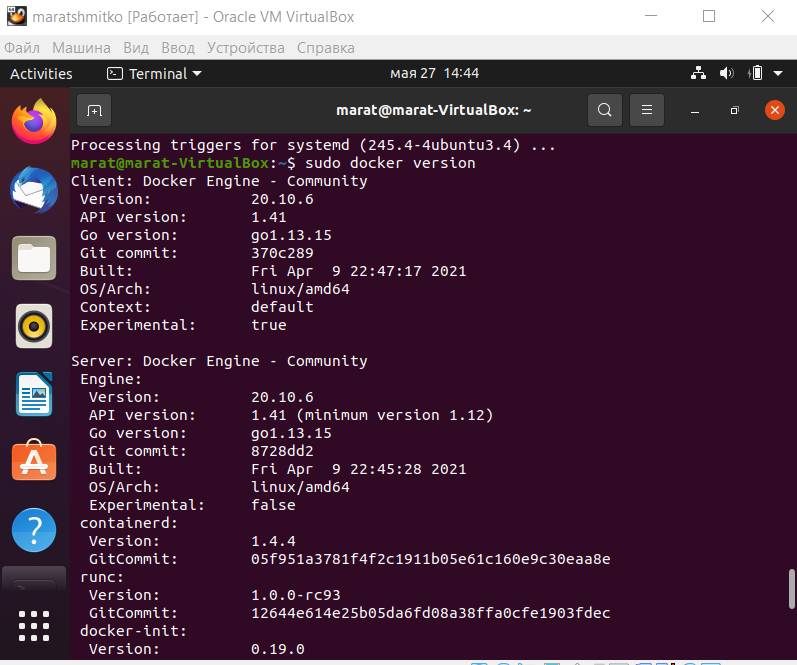 maratshmitko [Работает] - Oracle VM VirtualBox
Файл Машина Вид Ввод Устройства Справка
Activities Terminal мая 27 14:44
marat@marat-VirtualBox: ~
Processing triggers for systemd (245.4-4ubuntu3.4) ...
marat@marat-VirtualBox:~$ sudo docker version
Client: Docker Engine - Community
 Version:           20.10.6
 API version:       1.41
 Go version:        go1.13.15
 Git commit:        370c289
 Built:             Fri Apr  9 22:47:17 2021
 OS/Arch:           linux/amd64
 Context:           default
 Experimental:      true

Server: Docker Engine - Community
 Engine:
  Version:          20.10.6
  API version:      1.41 (minimum version 1.12)
  Go version:       go1.13.15
  Git commit:       8728dd2
  Built:            Fri Apr  9 22:45:28 2021
  OS/Arch:          linux/amd64
  Experimental:     false
 containerd:
  Version:          1.4.4
  GitCommit:        05f951a3781f4f2c1911b05e61c160e9c30eaa8e
 runc:
  Version:          1.0.0-rc93
  GitCommit:        12644e614e25b05da6fd08a38ffa0cfe1903fdec
 docker-init:
  Version:          0.19.0